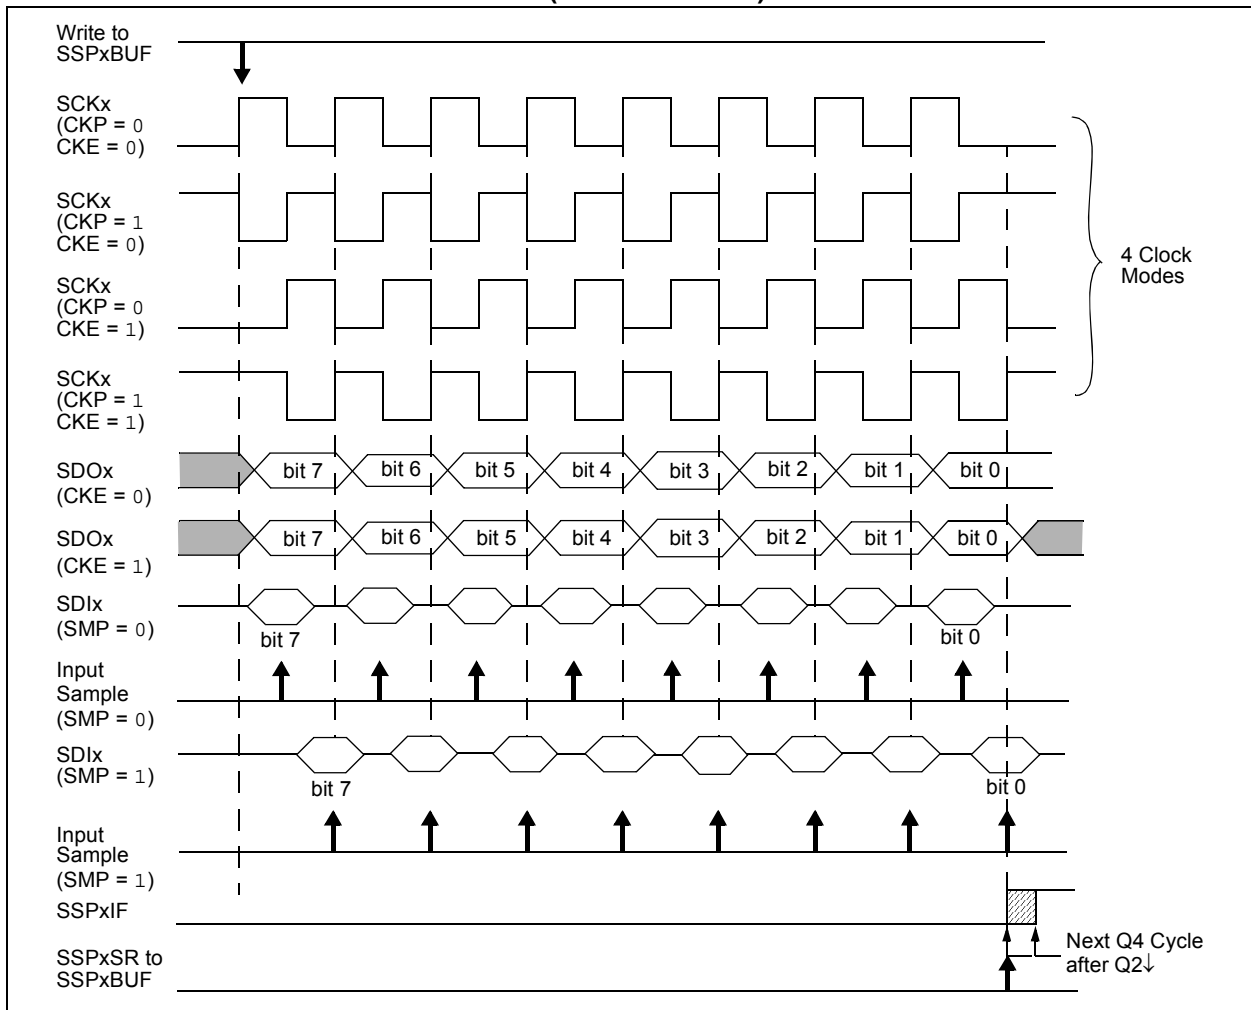 Write to
SSPxBUF
SCKx
(CKP = 0
CKE = 0)
SCKx
(CKP = 1
CKE = 0)
SCKx
(CKP = 0
CKE = 1)
SCKx
(CKP = 1
CKE = 1)
4 Clock
Modes
SDOx
(CKE = 0)
bit 7 bit 6 bit 5 bit 4 bit 3 bit 2 bit 1 bit 0
SDOx
(CKE = 1)
bit 7 bit 6 bit 5 bit 4 bit 3 bit 2 bit 1 bit 0
SDIx
(SMP = 0)
bit 7 bit 0
Input
Sample
(SMP = 0)
SDIx
(SMP = 1)
bit 7 bit 0
Input
Sample
(SMP = 1)
SSPxIF
SSPxSR to
SSPxBUF
Next Q4 Cycle
after Q2↓